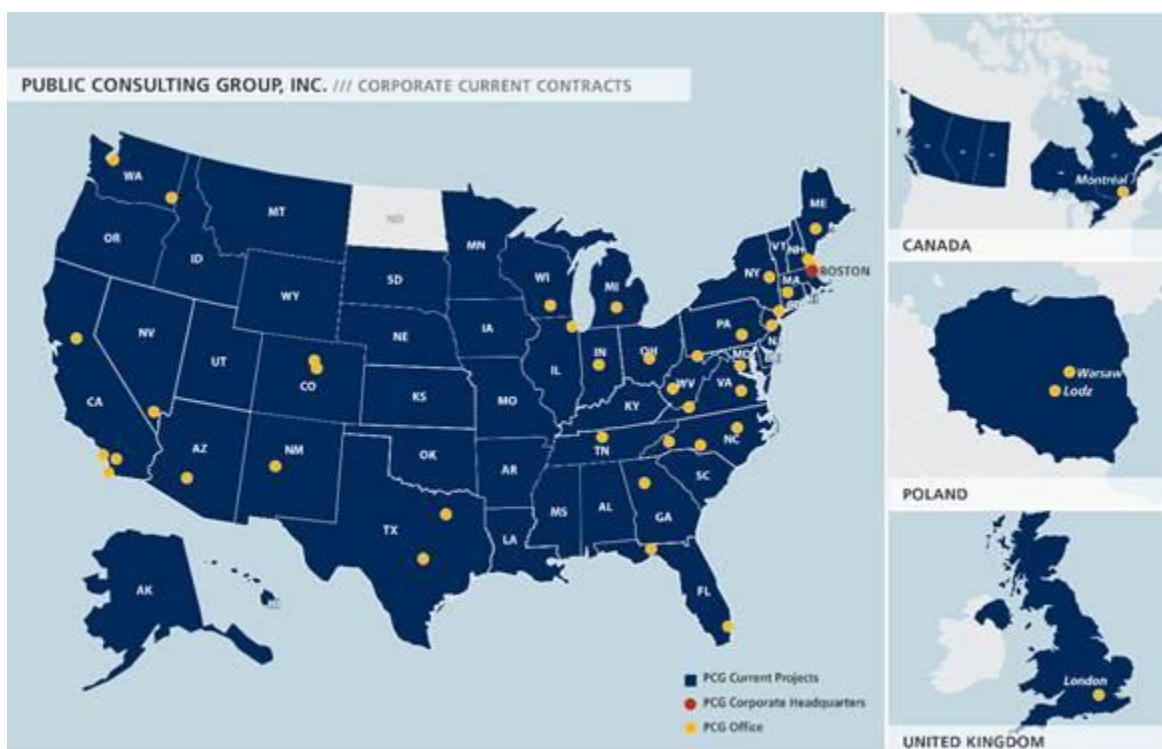 PUBLIC CONSULTING GROUP, INC. /// CORPORATE CURRENT CONTRACTS
WA
MT
ND
MN
ME
OR
ID
VT
NH
WI
NY
BOSTON
SD
MI
MA
WY
IA
PA
NE
NV
NJ
UT
IL
IN
OH
MD
CO
WV
VA
CA
KS
MO
KY
AZ
NM
OK
TN
NC
AR
SC
TX
MS
AL
GA
LA
AK
FL
PCG Current Projects
PCG Corporate Headquarters
PCG Office
Montréal
CANADA
Warsaw
Lodz
POLAND
London
UNITED KINGDOM